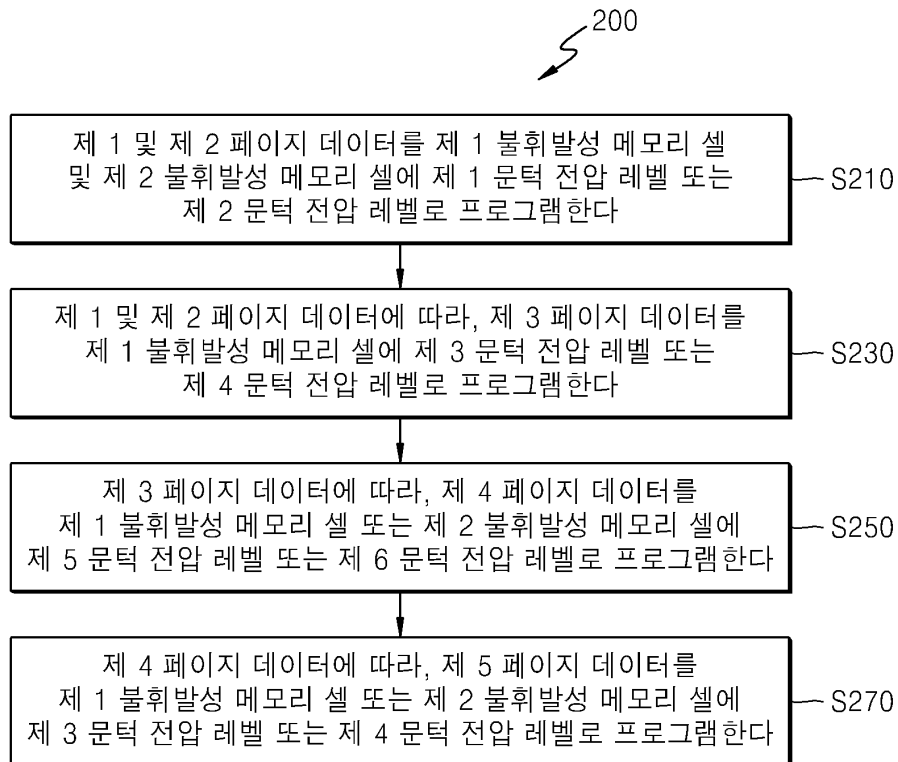 200
제 1 및 제 2 페이지 데이터를 제 1 불휘발성 메모리 셀
및 제 2 불휘발성 메모리 셀에 제 1 문턱 전압 레벨 또는
제 2 문턱 전압 레벨로 프로그램한다
S210
제 1 및 제 2 페이지 데이터에 따라, 제 3 페이지 데이터를
제 1 불휘발성 메모리 셀에 제 3 문턱 전압 레벨 또는
제 4 문턱 전압 레벨로 프로그램한다
S230
제 3 페이지 데이터에 따라, 제 4 페이지 데이터를
제 1 불휘발성 메모리 셀 또는 제 2 불휘발성 메모리 셀에
제 5 문턱 전압 레벨 또는 제 6 문턱 전압 레벨로 프로그램한다
S250
제 4 페이지 데이터에 따라, 제 5 페이지 데이터를
제 1 불휘발성 메모리 셀 또는 제 2 불휘발성 메모리 셀에
제 3 문턱 전압 레벨 또는 제 4 문턱 전압 레벨로 프로그램한다
S270